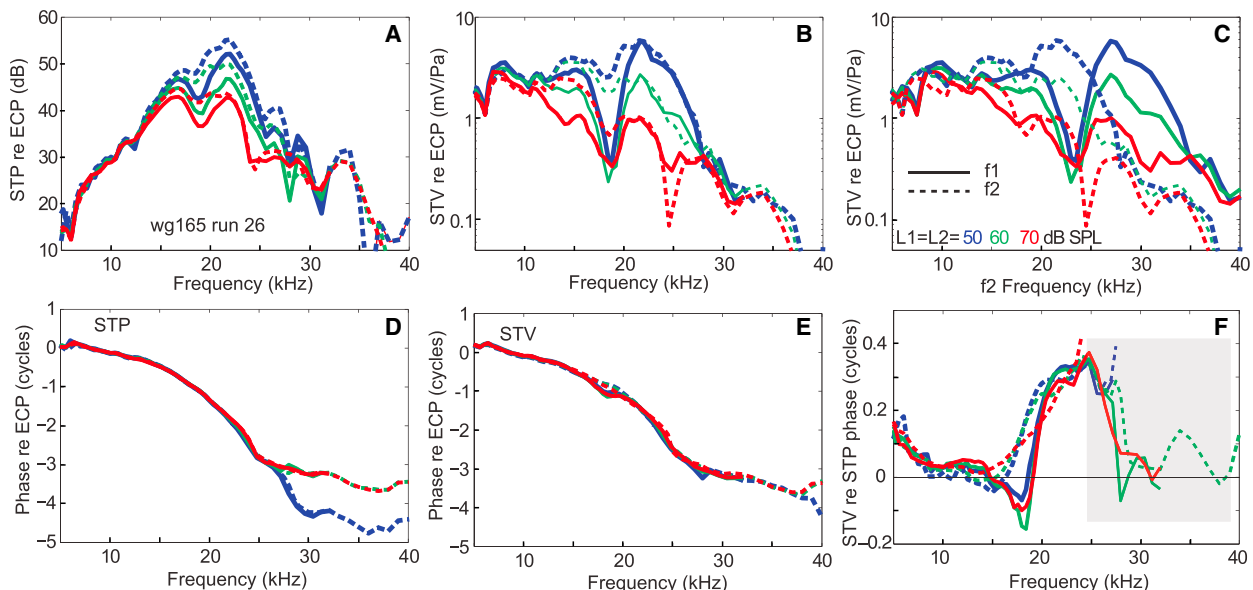 A
STP re ECP (dB)
60
50
40
30
20
10
wg165 run 26
10
20
30
40
Frequency (kHz)
B
STV re ECP (mV/Pa)
6
1
0.1
10
20
30
40
Frequency (kHz)
C
STV re ECP (mV/Pa)
6
1
0.1
f1
f2
L1=L2= 50 60 70 dB SPL
10
20
30
40
f2 Frequency (kHz)
D
STP
Phase re ECP (cycles)
1
0
-1
-2
−3
−4
−5
10
20
30
40
Frequency (kHz)
E
STV
Phase re ECP (cycles)
1
0
-1
−2
−3
−4
−5
10
20
30
40
Frequency (kHz)
F
STV re STP phase (cycles)
0.4
0.2
0
−0.2
10
20
30
40
Frequency (kHz)